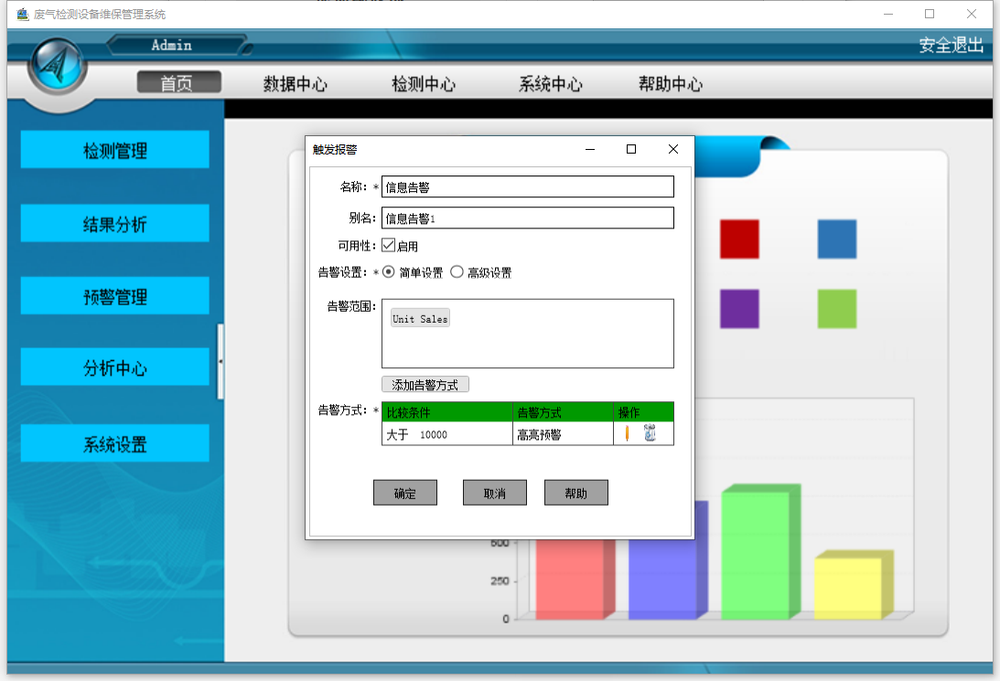 废气检测设备维保管理系统
Admin
安全退出
首页 数据中心 检测中心 系统中心 帮助中心
检测管理
结果分析
预警管理
分析中心
系统设置
触发报警
名称：* 信息告警
别名： 信息告警1
可用性： 启用
告警设置：* 简单设置 高级设置
告警范围： Unit Sales
添加告警方式
告警方式：* 比较条件 告警方式 操作
大于 10000 高亮预警
确定 取消 帮助
500
250
0